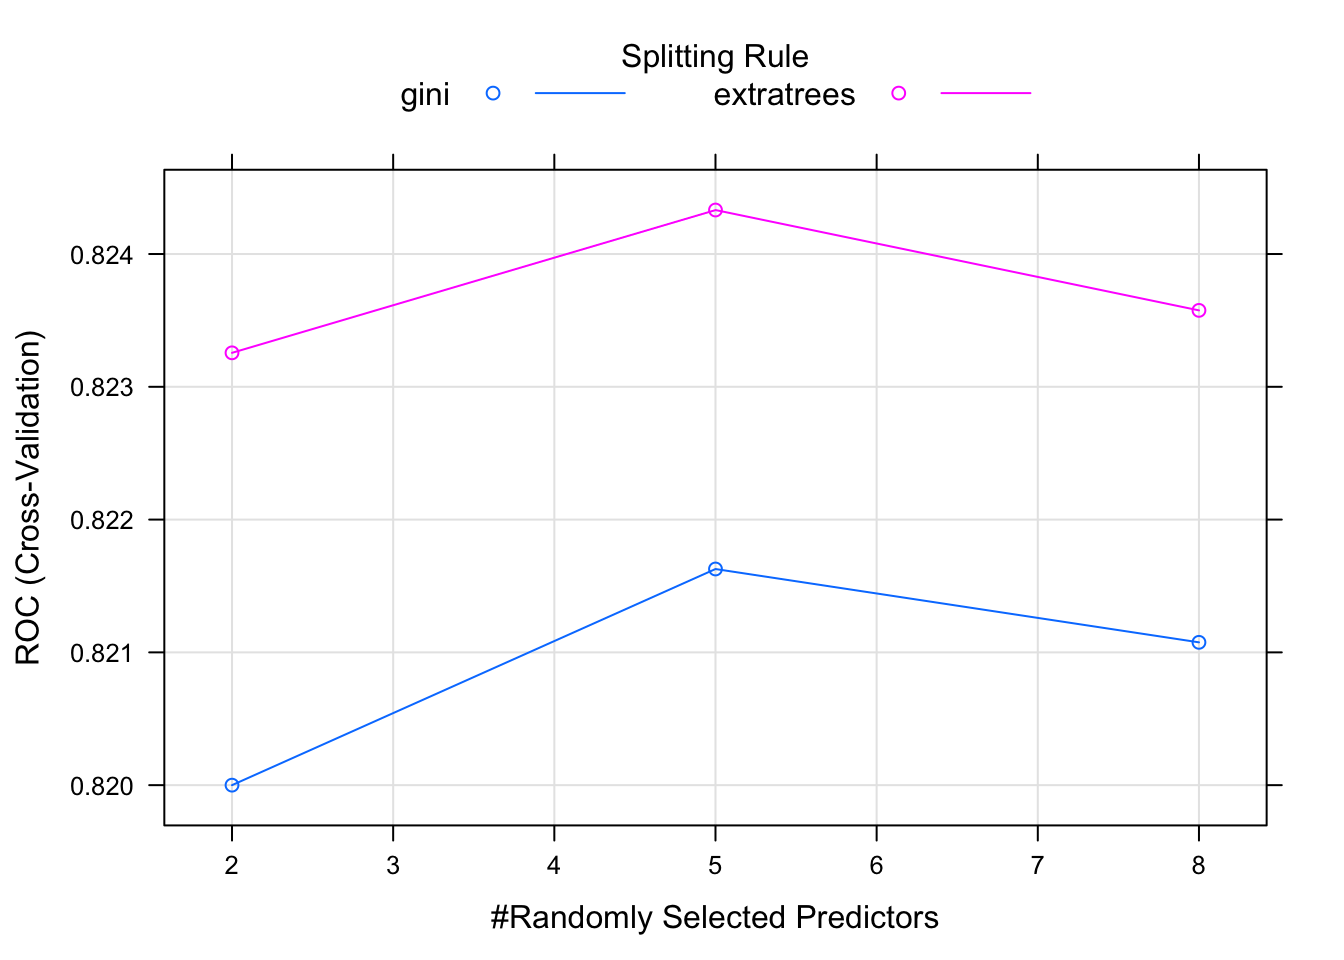 Splitting Rule
gini extratrees
0.824
0.823
0.822
0.821
0.820
ROC (Cross-Validation)
2 3 4 5 6 7 8
#Randomly Selected Predictors